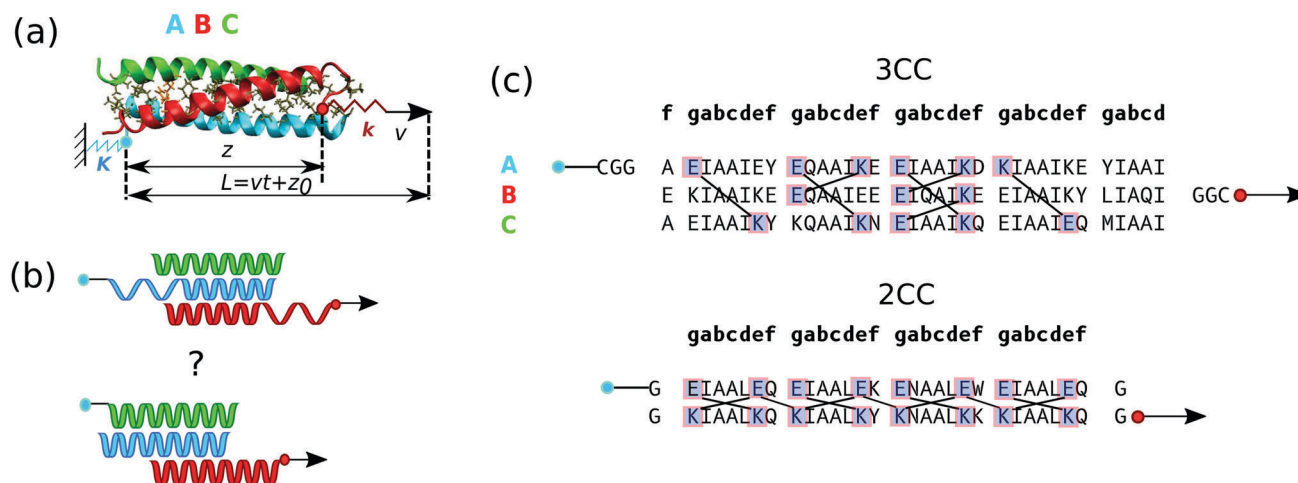 (a)
A B C
K
k
v
z
L=vt+z0
(b)
?
(c)
3CC
f gabcdef gabcdef gabcdef gabcdef gabcd
A CGG A EIAAIEY EQAAIKE EIAAIKD KIAAIKE YIAAI
B E KIAAIKE EQAAIEE EIQAIKE EIAAIKY LIAQI GGC
C A EIAAIKY KQAAIKN EIAAIKQ EIAAIEQ MIAAI
2CC
gabcdef gabcdef gabcdef gabcdef
G EIAALEQ EIAALEK ENAALEW EIAALEQ G
G KIAALKQ KIAALKY KNAALKK KIAALKQ G